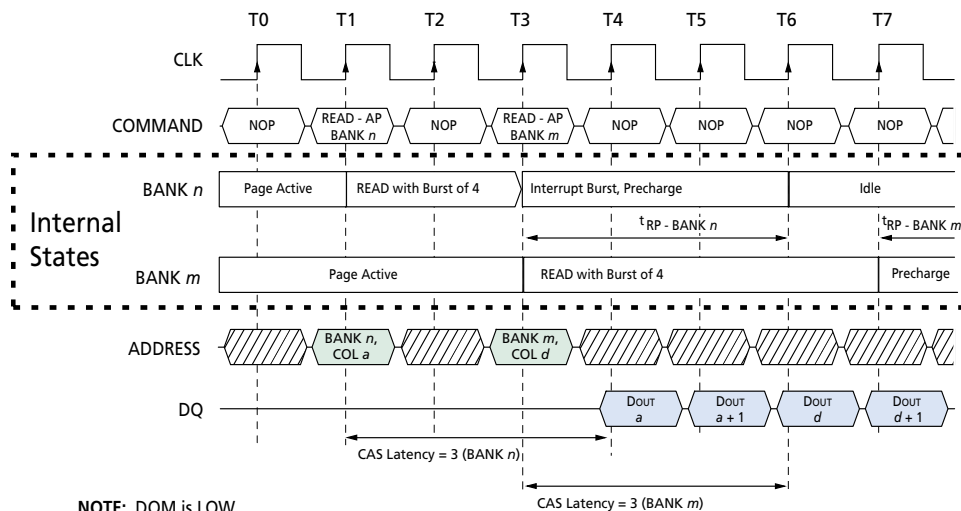 T0 T1 T2 T3 T4 T5 T6 T7
CLK
COMMAND NOP READ - AP BANK n NOP READ - AP BANK m NOP NOP NOP NOP
Internal States
BANK n Page Active READ with Burst of 4 Interrupt Burst, Precharge Idle
tRP - BANK n tRP - BANK m
BANK m Page Active READ with Burst of 4 Precharge
ADDRESS BANK n, COL a BANK m, COL d
DQ DOUT a DOUT a + 1 DOUT d DOUT d + 1
CAS Latency = 3 (BANK n)
CAS Latency = 3 (BANK m)
NOTE: DQM is LOW